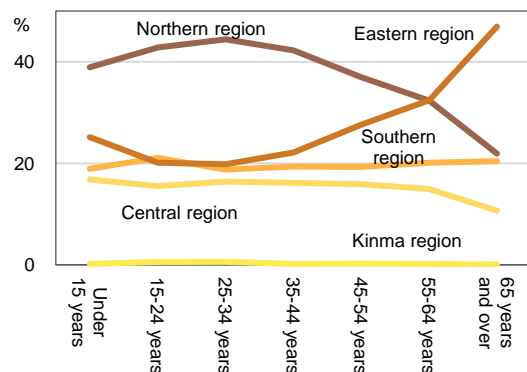 %
Northern region
Eastern region
40
Southern
region
20
Central region
Kinma region
0
Under
15 years
15-24 years
25-34 years
35-44 years
45-54 years
55-64 years
65 years
and over